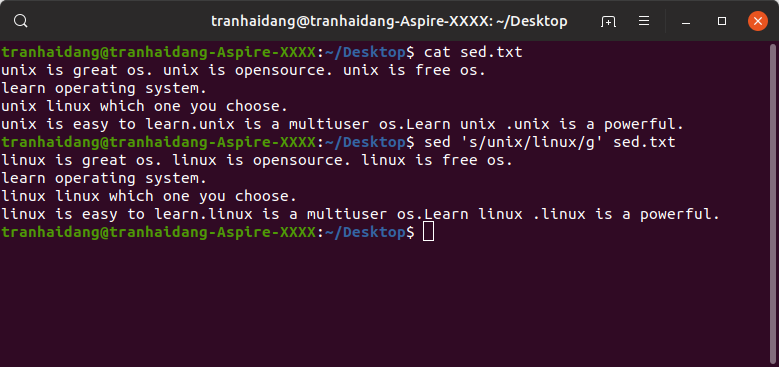 tranhaidang@tranhaidang-Aspire-XXXX: ~/Desktop
tranhaidang@tranhaidang-Aspire-XXXX:~/Desktop$ cat sed.txt
unix is great os. unix is opensource. unix is free os.
learn operating system.
unix linux which one you choose.
unix is easy to learn.unix is a multiuser os.Learn unix .unix is a powerful.
tranhaidang@tranhaidang-Aspire-XXXX:~/Desktop$ sed 's/unix/linux/g' sed.txt
linux is great os. linux is opensource. linux is free os.
learn operating system.
linux linux which one you choose.
linux is easy to learn.linux is a multiuser os.Learn linux .linux is a powerful.
tranhaidang@tranhaidang-Aspire-XXXX:~/Desktop$